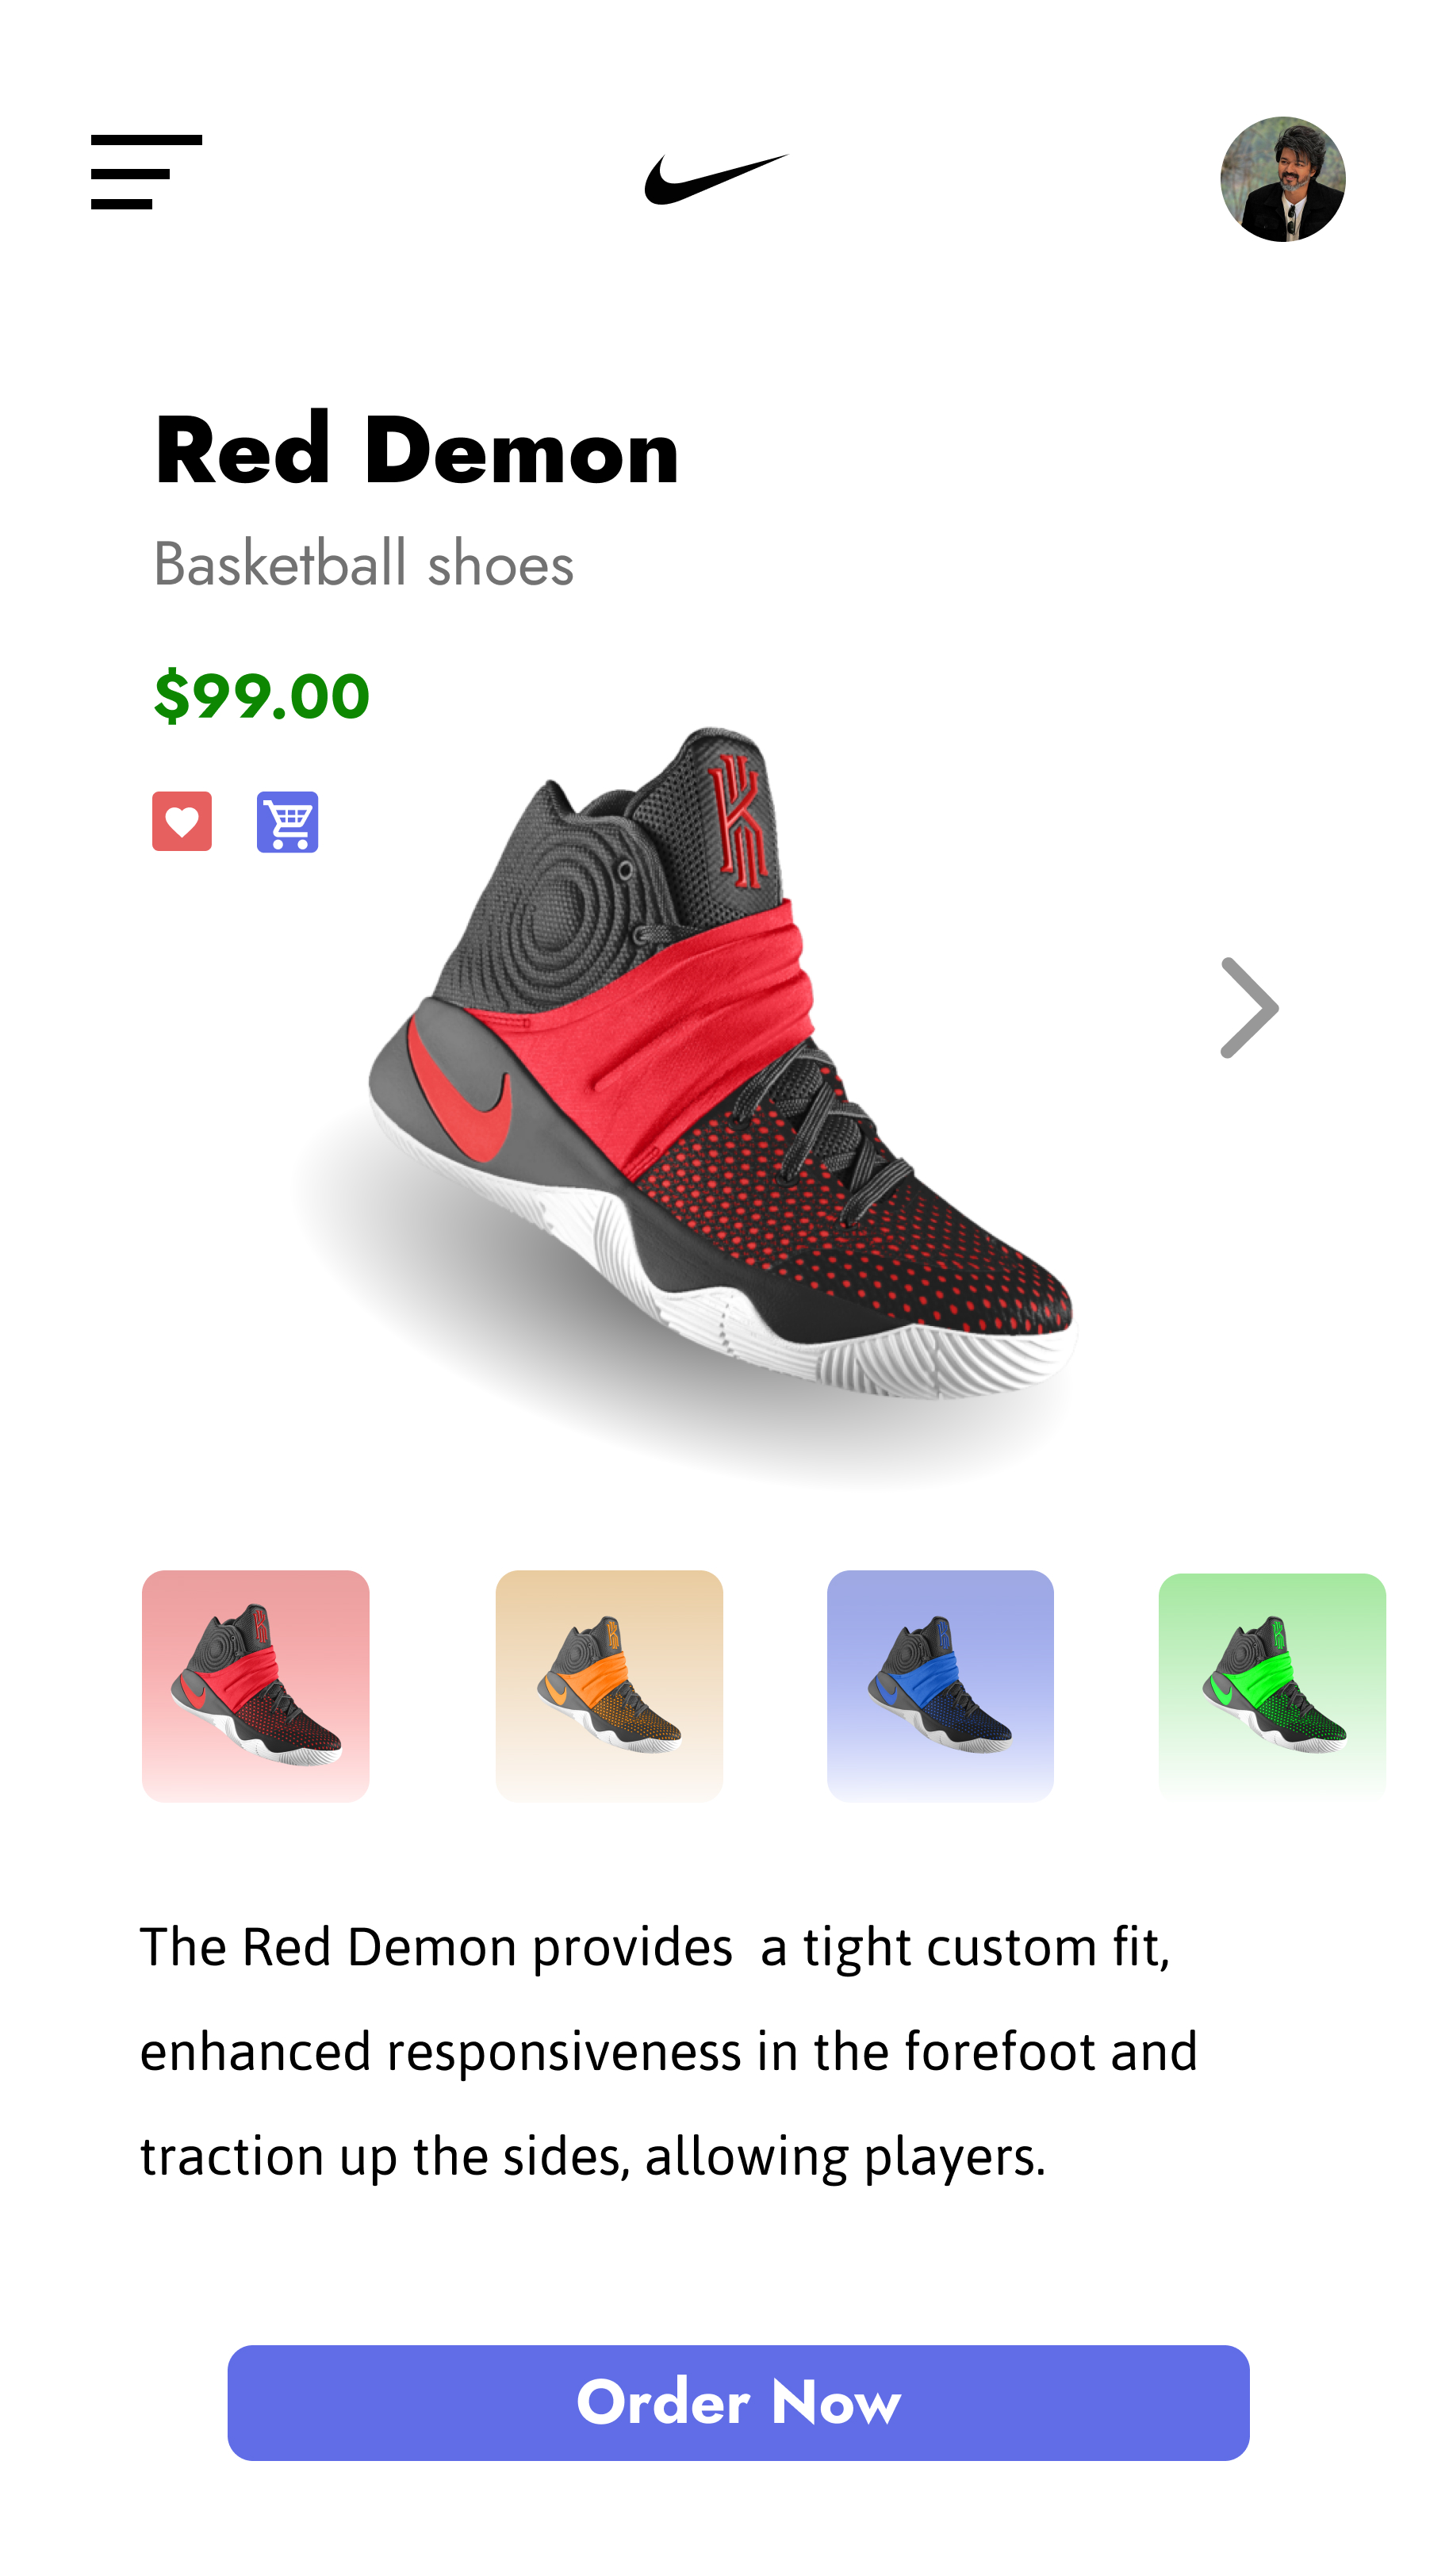 Red Demon
Basketball shoes
$99.00
The Red Demon provides  a tight custom fit,
enhanced responsiveness in the forefoot and
traction up the sides, allowing players.
Order Now